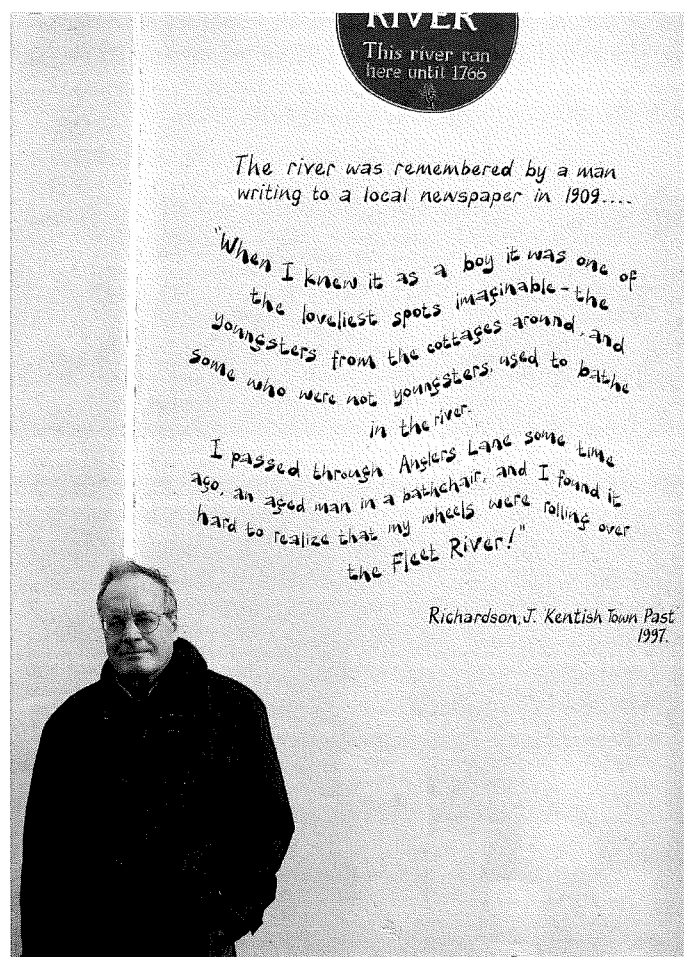 RIVER
This river ran
here until 1766
The river was remembered by a man
writing to a local newspaper in 1909....
"When I knew it as a boy it was one of
the loveliest spots imaginable - the
youngsters from the cottages around, and
some who were not youngsters, used to bathe
in the river.
I passed through Anglers Lane some time
ago, an aged man in a bathchair, and I found it
hard to realize that my wheels were rolling over
the Fleet River!"
Richardson, J. Kentish Town Past
1997.